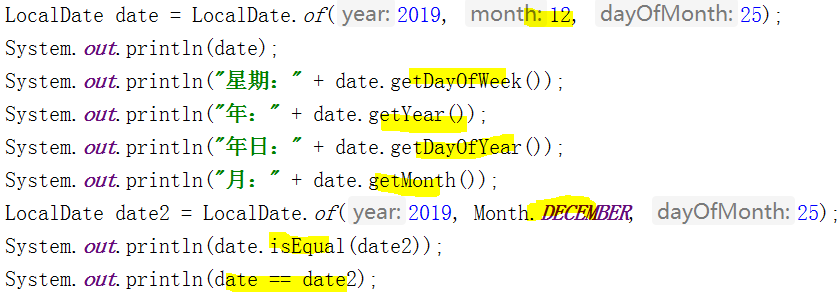 LocalDate date = LocalDate.of( year: 2019, month: 12, dayOfMonth: 25);
System.out.println(date);
System.out.println("星期：" + date.getDayOfWeek());
System.out.println("年：" + date.getYear());
System.out.println("年日：" + date.getDayOfYear());
System.out.println("月：" + date.getMonth());
LocalDate date2 = LocalDate.of( year: 2019, Month.DECEMBER, dayOfMonth: 25);
System.out.println(date.isEqual(date2));
System.out.println(date == date2);